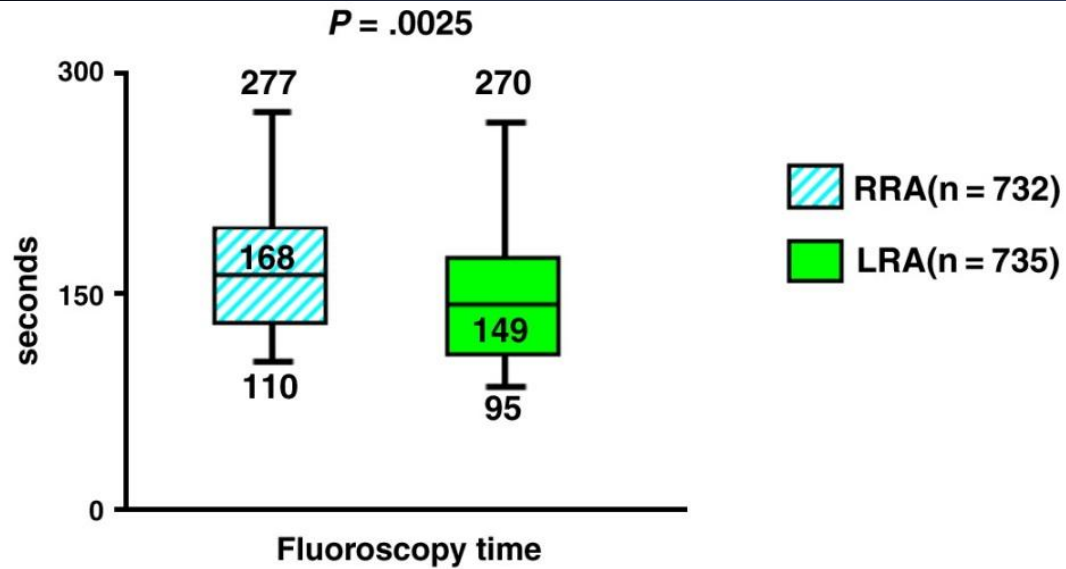 P = .0025
300
277
270
RRA(n = 732)
LRA(n = 735)
168
150
149
110
95
seconds
0
Fluoroscopy time